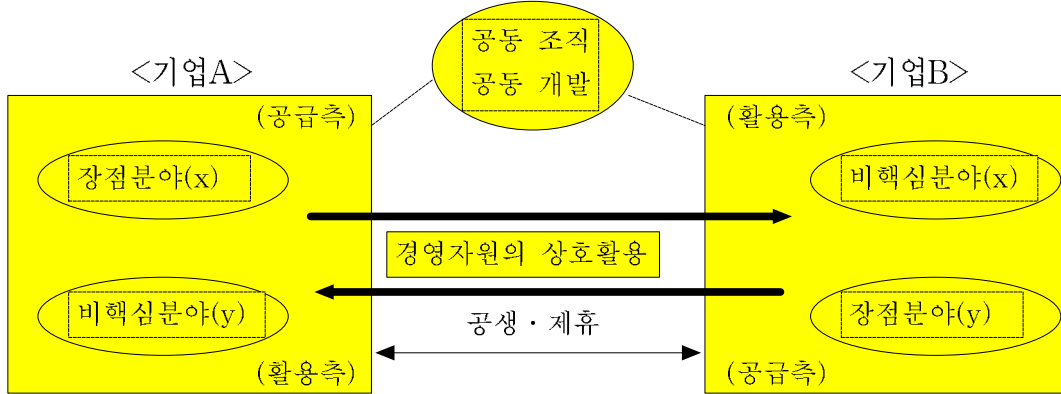 공동 조직
공동 개발
<기업A>
<기업B>
(공급측)
(활용측)
장점분야(x)
비핵심분야(x)
경영자원의 상호활용
비핵심분야(y)
장점분야(y)
공생·제휴
(활용측)
(공급측)